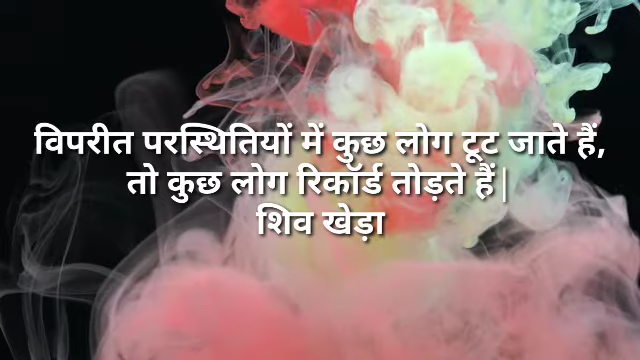 विपरीत परस्थितियों में कुछ लोग टूट जाते हैं,
तो कुछ लोग रिकॉर्ड तोड़ते हैं|
शिव खेड़ा